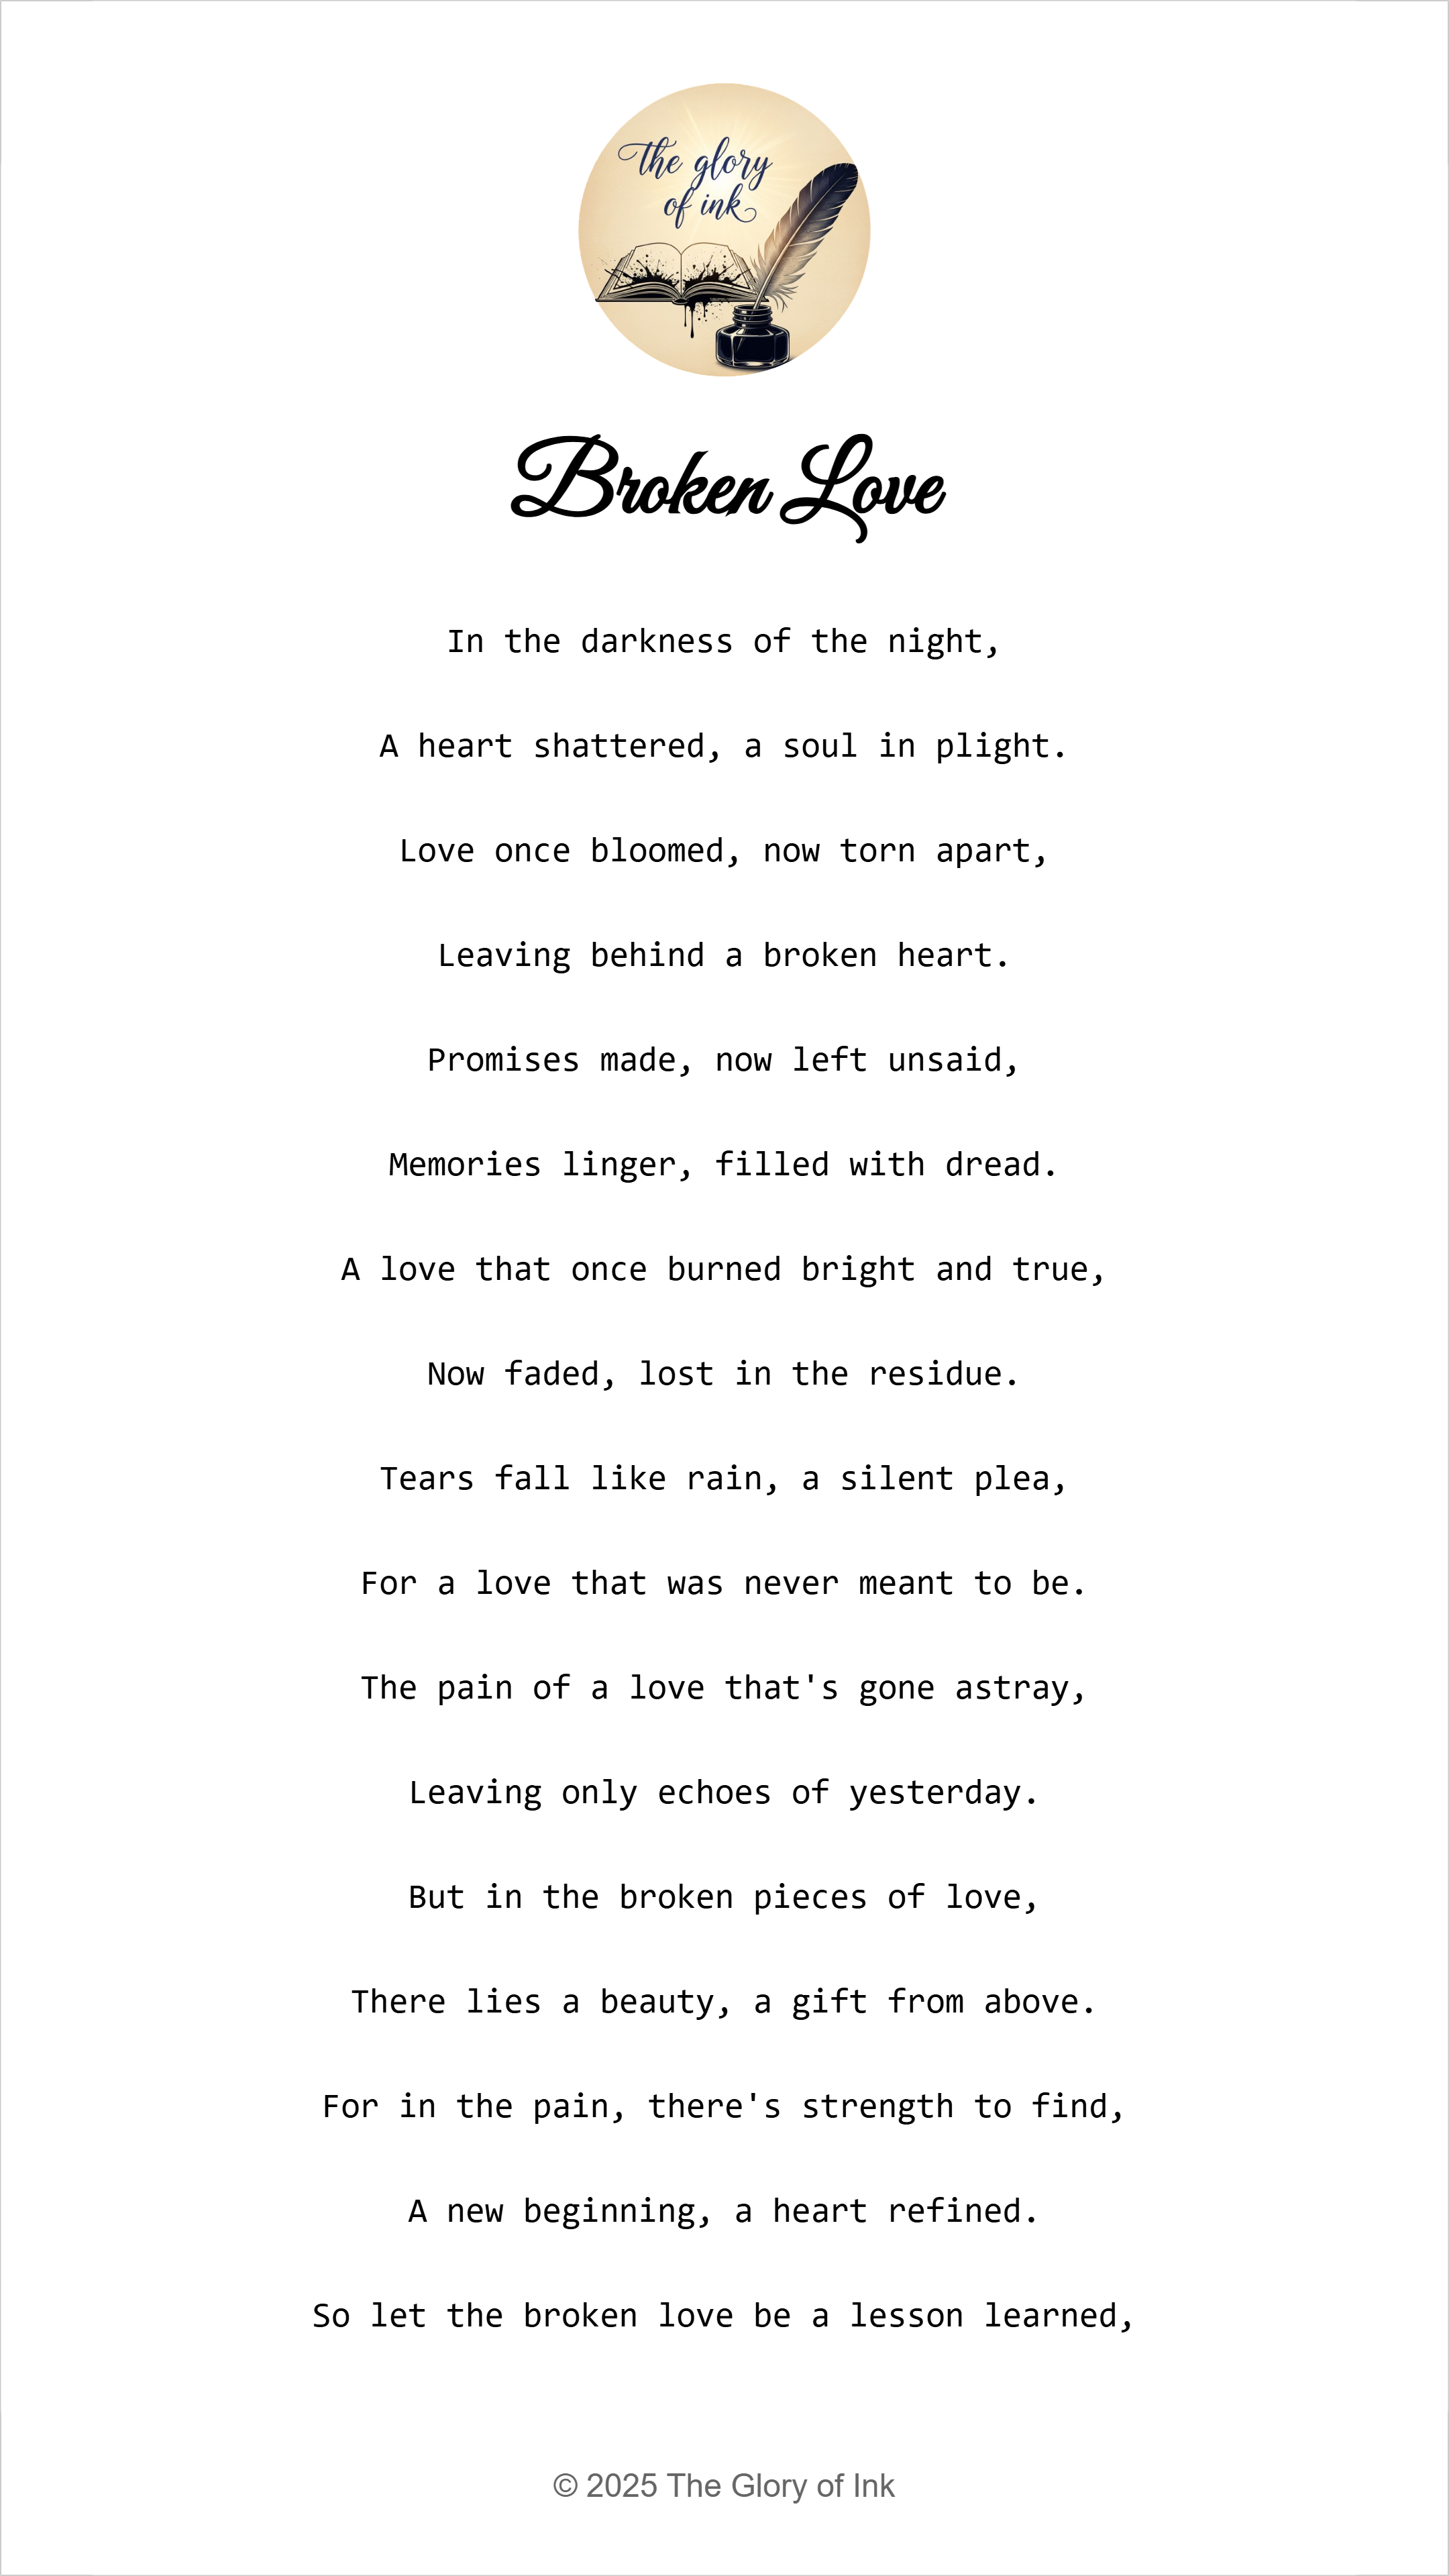 the glory
of ink
Broken Love
In the darkness of the night,
A heart shattered, a soul in plight.
Love once bloomed, now torn apart,
Leaving behind a broken heart.
Promises made, now left unsaid,
Memories linger, filled with dread.
A love that once burned bright and true,
Now faded, lost in the residue.
Tears fall like rain, a silent plea,
For a love that was never meant to be.
The pain of a love that's gone astray,
Leaving only echoes of yesterday.
But in the broken pieces of love,
There lies a beauty, a gift from above.
For in the pain, there's strength to find,
A new beginning, a heart refined.
So let the broken love be a lesson learned,
© 2025 The Glory of Ink